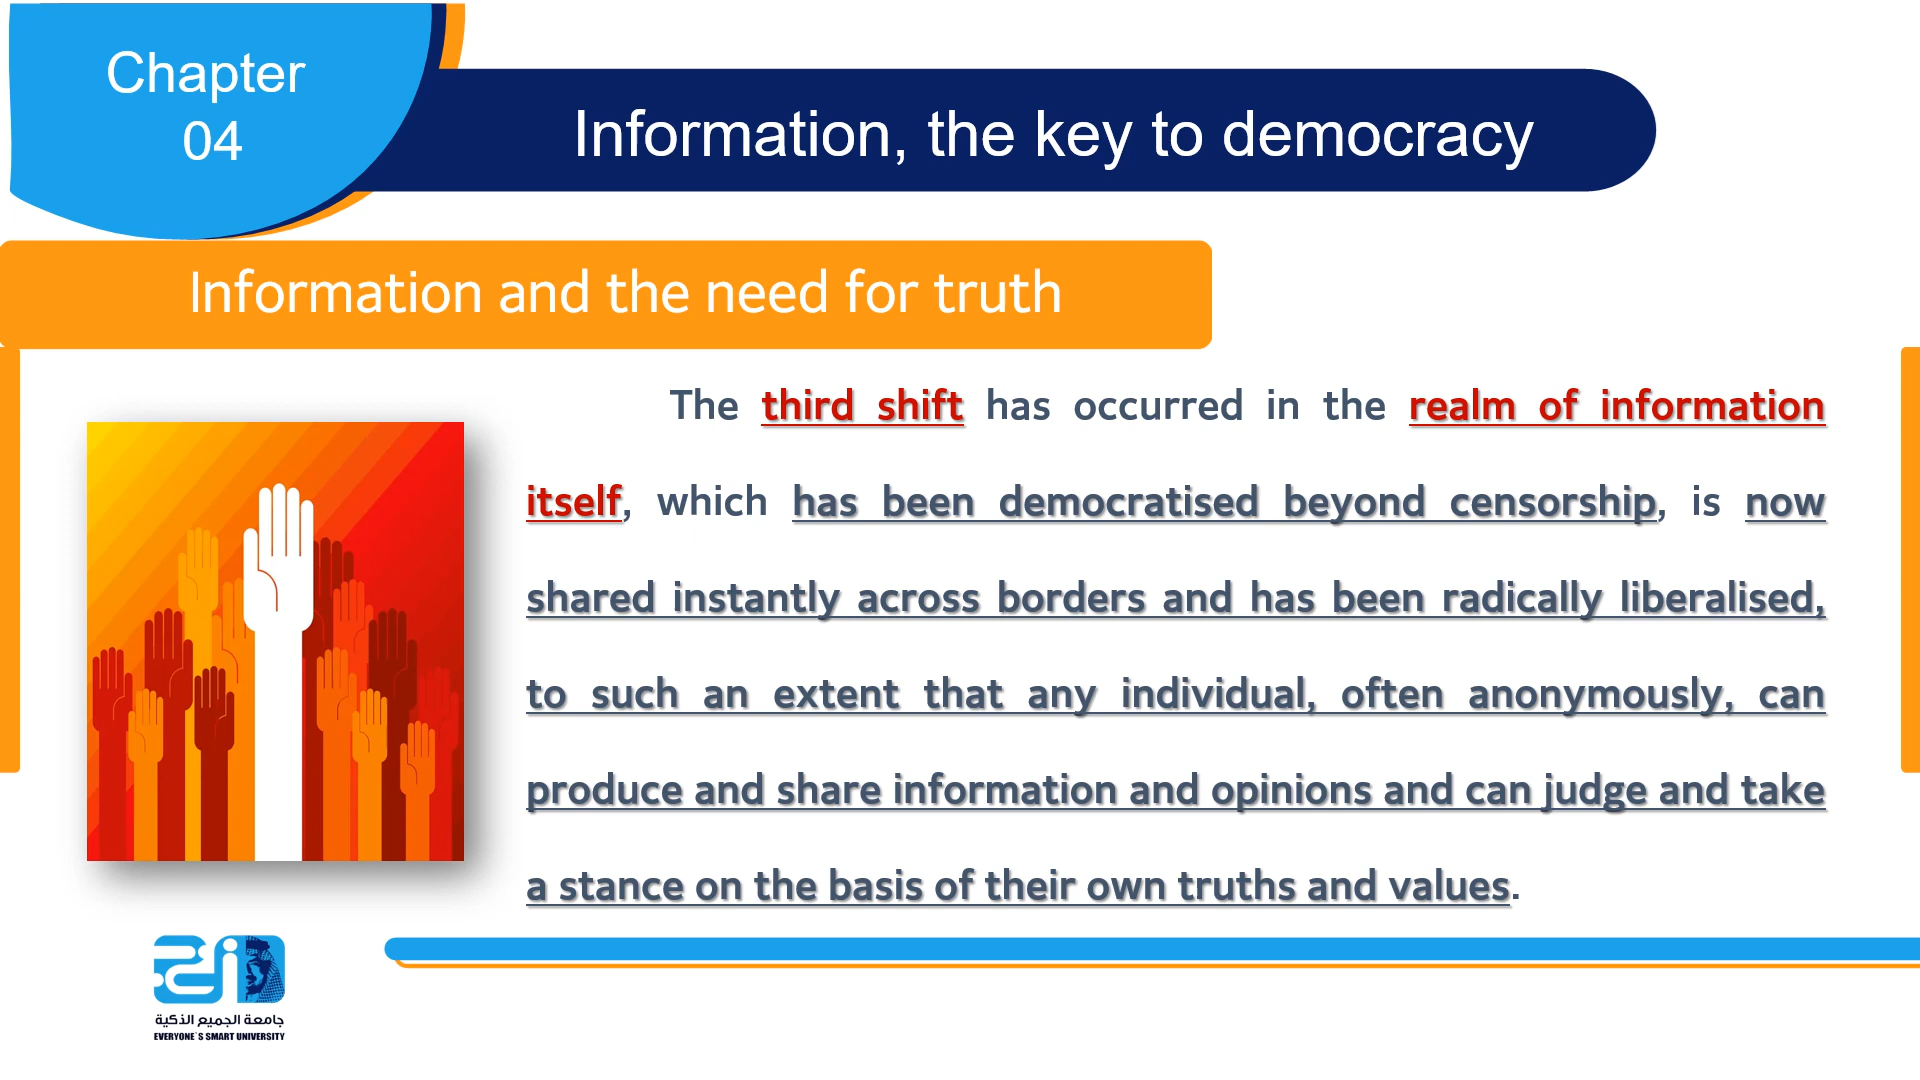 Chapter
04
Information, the key to democracy
Information and the need for truth
The third shift has occurred in the realm of information
itself, which has been democratised beyond censorship, is now
shared instantly across borders and has been radically liberalised,
to such an extent that any individual, often anonymously, can
produce and share information and opinions and can judge and take
a stance on the basis of their own truths and values.
جامعة الجميع الذكية
EVERYONE`S SMART UNIVERSITY